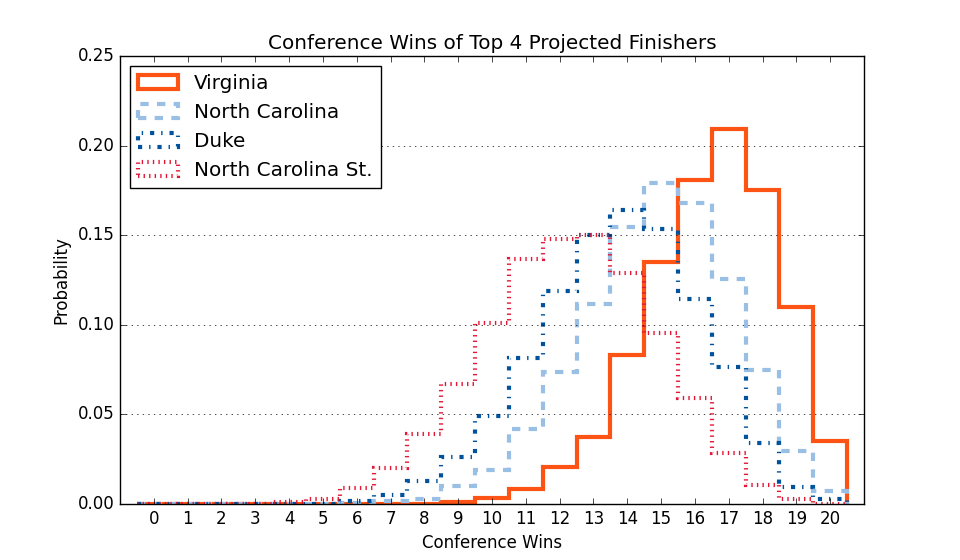 Conference Wins of Top 4 Projected Finishers
Virginia
North Carolina
Duke
North Carolina St.
0.25
0.20
0.15
0.10
0.05
0.00
Probability
0 1 2 3 4 5 6 7 8 9 10 11 12 13 14 15 16 17 18 19 20
Conference Wins